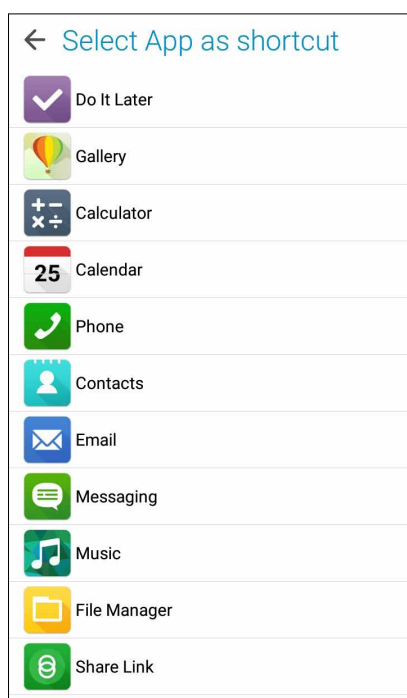 Select App as shortcut
Do It Later
Gallery
Calculator
25 Calendar
Phone
Contacts
Email
Messaging
Music
File Manager
Share Link